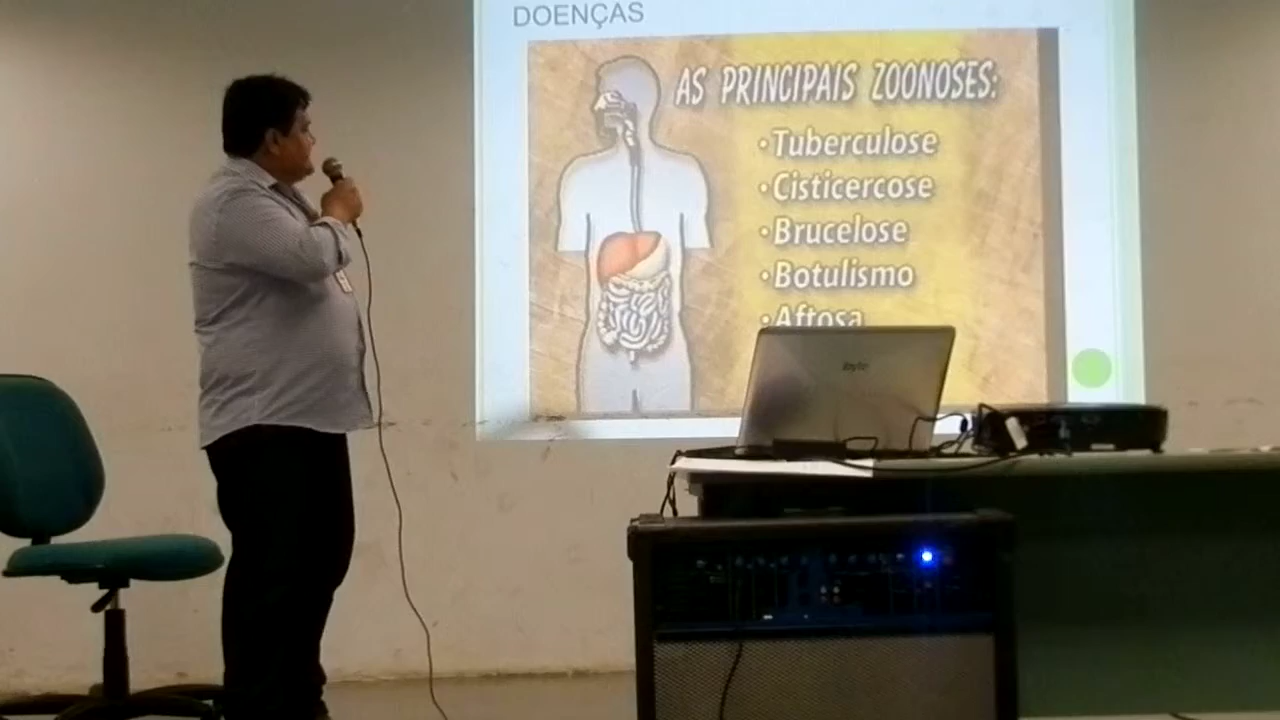 DOENÇAS
AS PRINCIPAIS ZOONOSES:
•Tuberculose
•Cisticercose
•Brucelose
•Botulismo
•Aftosa